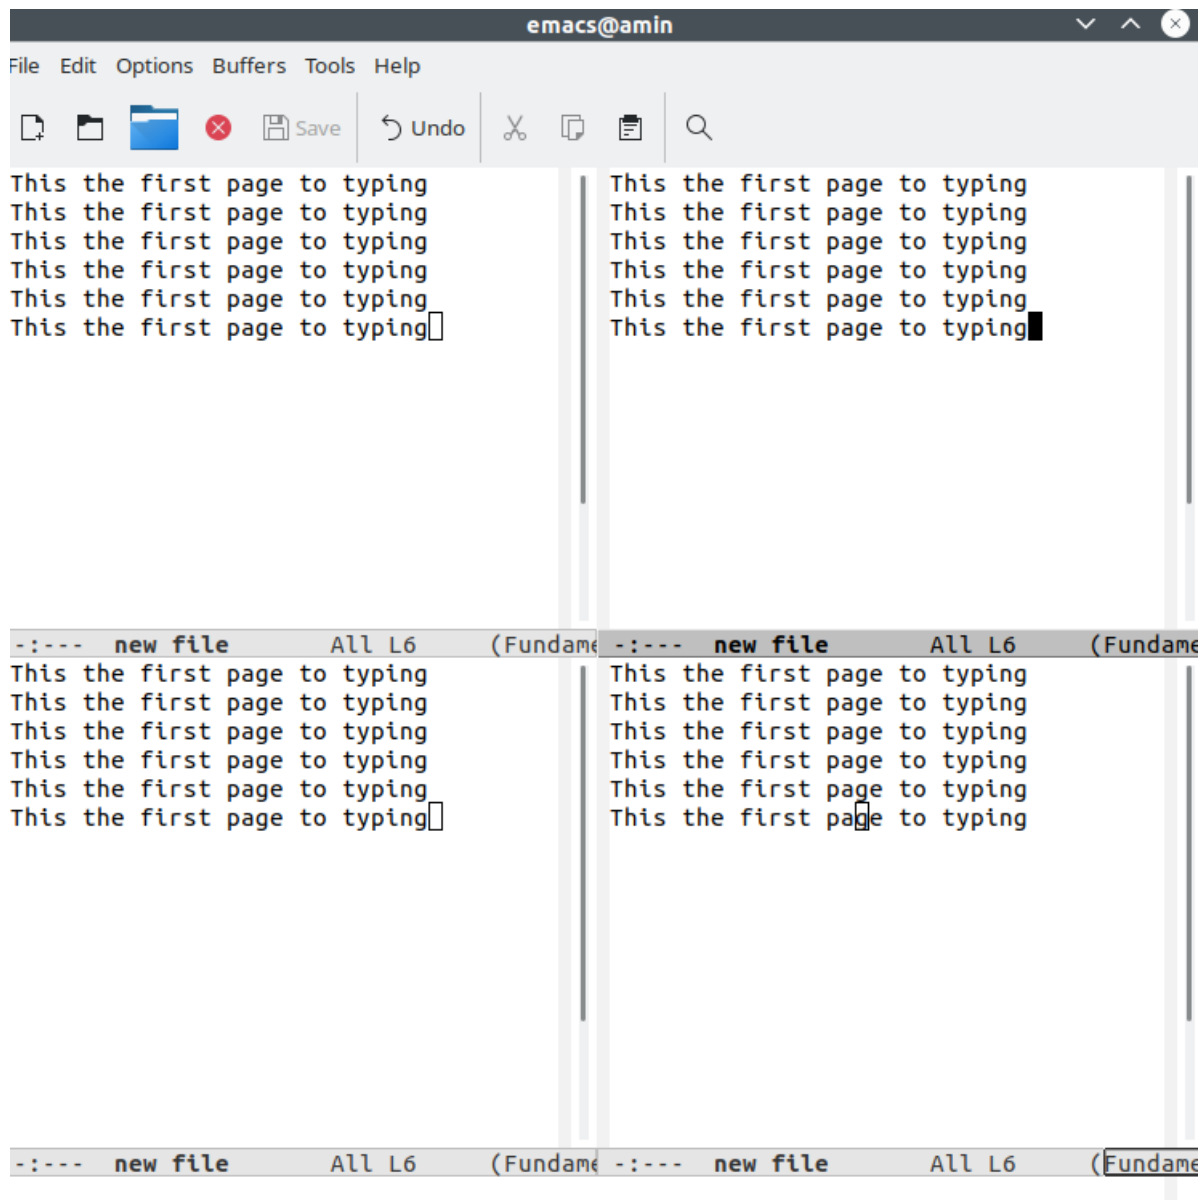 emacs@amin
File Edit Options Buffers Tools Help
Save Undo
This the first page to typing
This the first page to typing
This the first page to typing
This the first page to typing
This the first page to typing
This the first page to typing
-:--- new file All L6 (Fundame
This the first page to typing
This the first page to typing
This the first page to typing
This the first page to typing
This the first page to typing
This the first page to typing
-:--- new file All L6 (Fundame
This the first page to typing
This the first page to typing
This the first page to typing
This the first page to typing
This the first page to typing
This the first page to typing
-:--- new file All L6 (Fundame
This the first page to typing
This the first page to typing
This the first page to typing
This the first page to typing
This the first page to typing
This the first page to typing
-:--- new file All L6 (Fundame